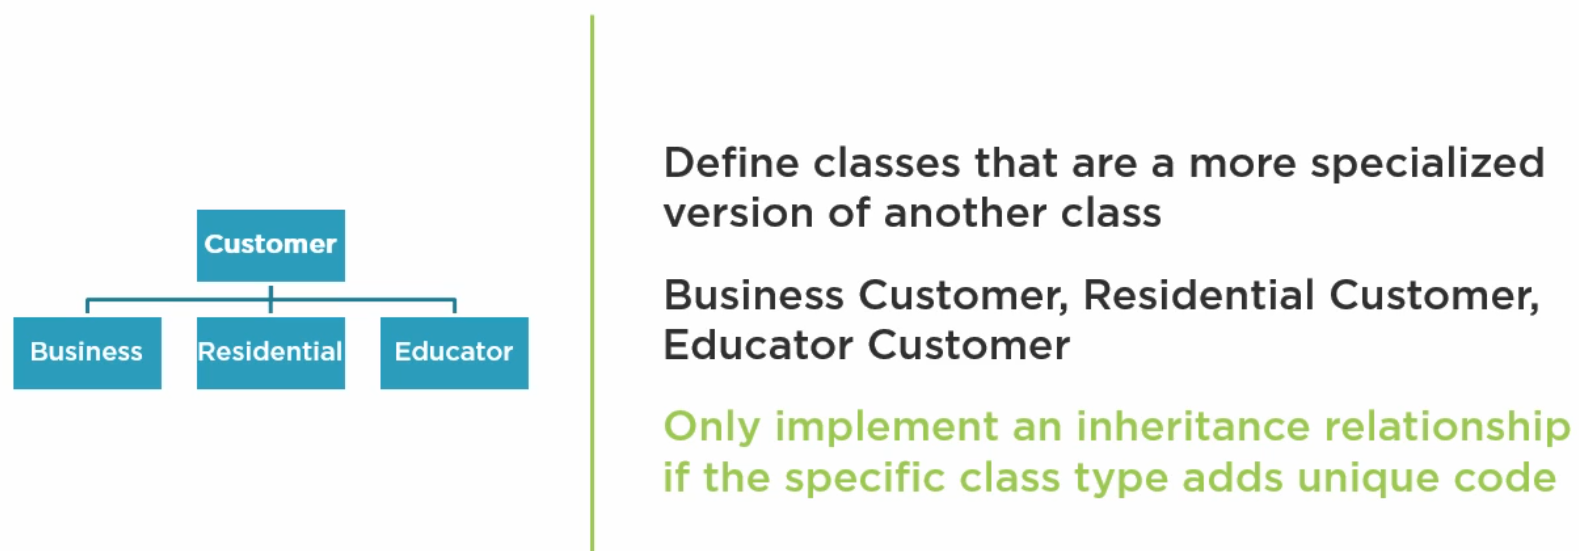 Customer
Business
Residential
Educator
Define classes that are a more specialized
version of another class
Business Customer, Residential Customer,
Educator Customer
Only implement an inheritance relationship
if the specific class type adds unique code